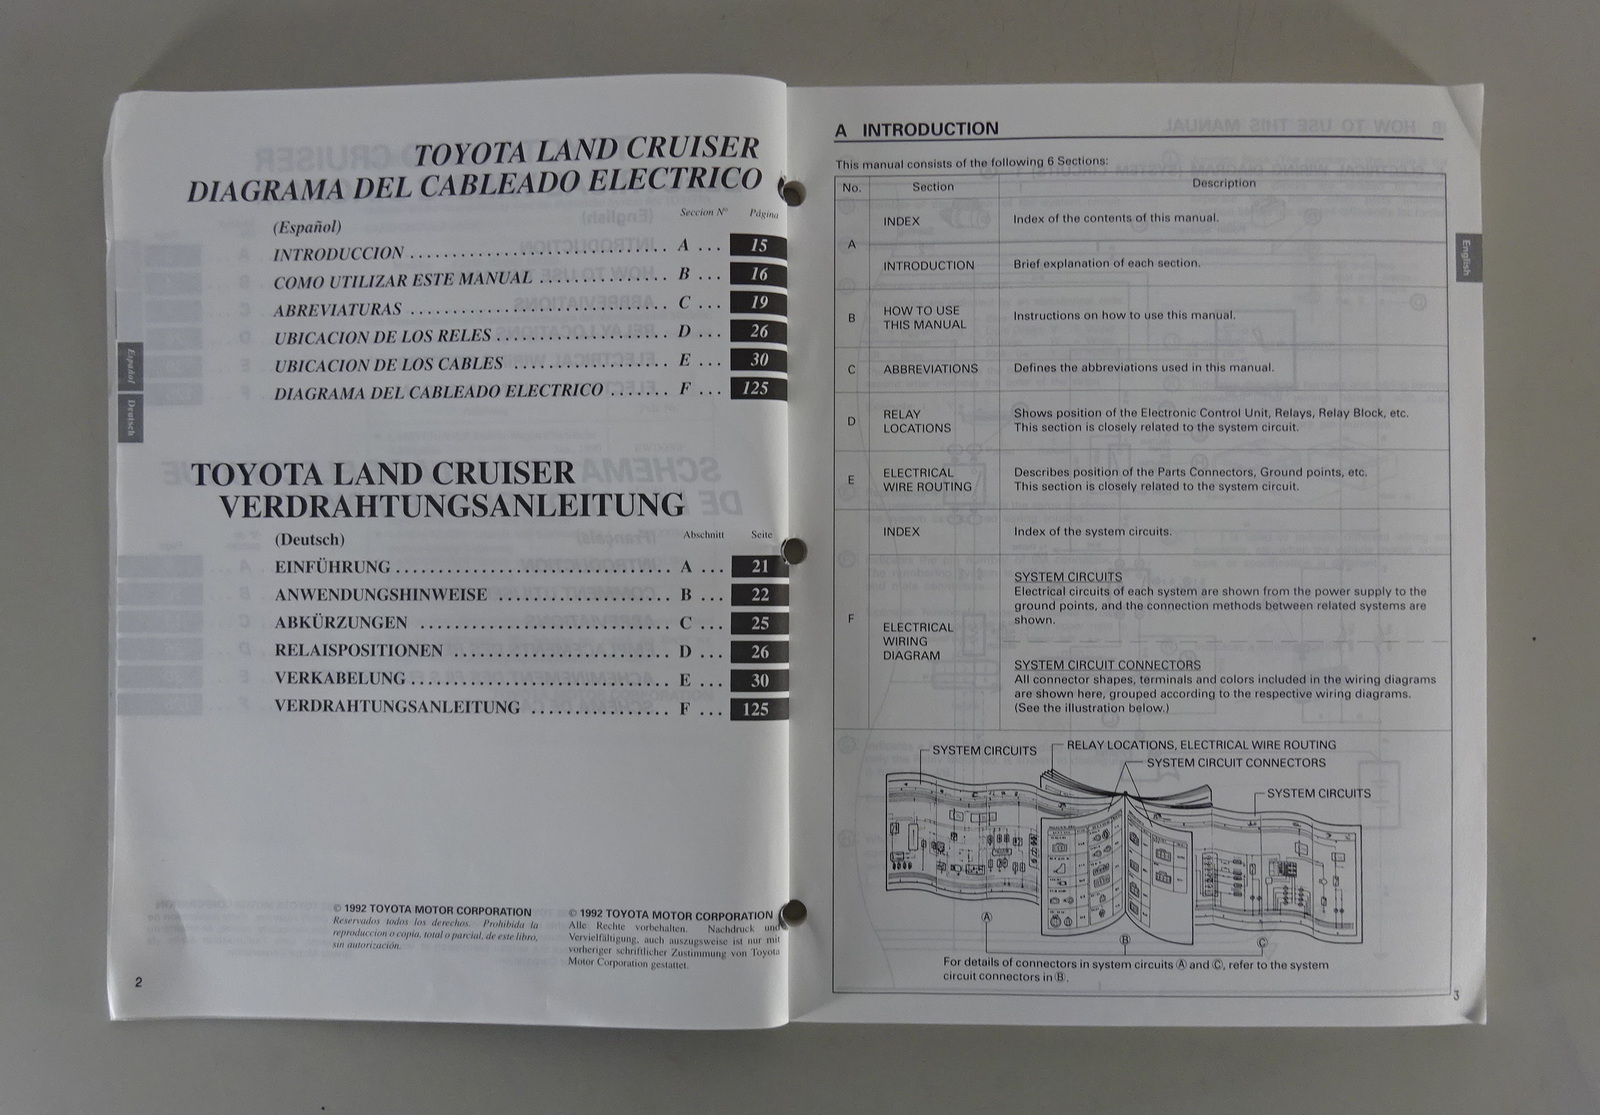 TOYOTA LAND CRUISER
DIAGRAMA DEL CABLEADO ELECTRICO
(Español)
Seccion Nº Página
INTRODUCCION ... A ... 15
COMO UTILIZAR ESTE MANUAL ... B ... 16
ABREVIATURAS ... C ... 19
UBICACION DE LOS RELES ... D ... 26
UBICACION DE LOS CABLES ... E ... 30
DIAGRAMA DEL CABLEADO ELECTRICO ... F ... 125
Español
Deutsch
TOYOTA LAND CRUISER
VERDRAHTUNGSANLEITUNG
(Deutsch)
Abschnitt Seite
EINFÜHRUNG ... A ... 21
ANWENDUNGSHINWEISE ... B ... 22
ABKÜRZUNGEN ... C ... 25
RELAISPOSITIONEN ... D ... 26
VERKABELUNG ... E ... 30
VERDRAHTUNGSANLEITUNG ... F ... 125
© 1992 TOYOTA MOTOR CORPORATION
Reservados todos los derechos. Prohibida la
reproduccion o copia, total o parcial, de este libro,
sin autorización.
© 1992 TOYOTA MOTOR CORPORATION
Alle Rechte vorbehalten. Nachdruck und
Vervielfältigung, auch auszugsweise ist nur mit
vorheriger schriftlicher Zustimmung von Toyota
Motor Corporation gestattet.
2
A INTRODUCTION
This manual consists of the following 6 Sections:
No. Section Description
A
INDEX Index of the contents of this manual.
INTRODUCTION Brief explanation of each section.
B
HOW TO USE
THIS MANUAL
Instructions on how to use this manual.
C ABBREVIATIONS Defines the abbreviations used in this manual.
D
RELAY
LOCATIONS
Shows position of the Electronic Control Unit, Relays, Relay Block, etc.
This section is closely related to the system circuit.
E
ELECTRICAL
WIRE ROUTING
Describes position of the Parts Connectors, Ground points, etc.
This section is closely related to the system circuit.
F
INDEX Index of the system circuits.
ELECTRICAL
WIRING
DIAGRAM
SYSTEM CIRCUITS
Electrical circuits of each system are shown from the power supply to the
ground points, and the connection methods between related systems are
shown.
SYSTEM CIRCUIT CONNECTORS
All connector shapes, terminals and colors included in the wiring diagrams
are shown here, grouped according to the respective wiring diagrams.
(See the illustration below.)
English
SYSTEM CIRCUITS
RELAY LOCATIONS, ELECTRICAL WIRE ROUTING
SYSTEM CIRCUIT CONNECTORS
SYSTEM CIRCUITS
Ⓐ
Ⓑ
Ⓒ
For details of connectors in system circuits Ⓐ and Ⓒ, refer to the system
circuit connectors in Ⓑ.
3